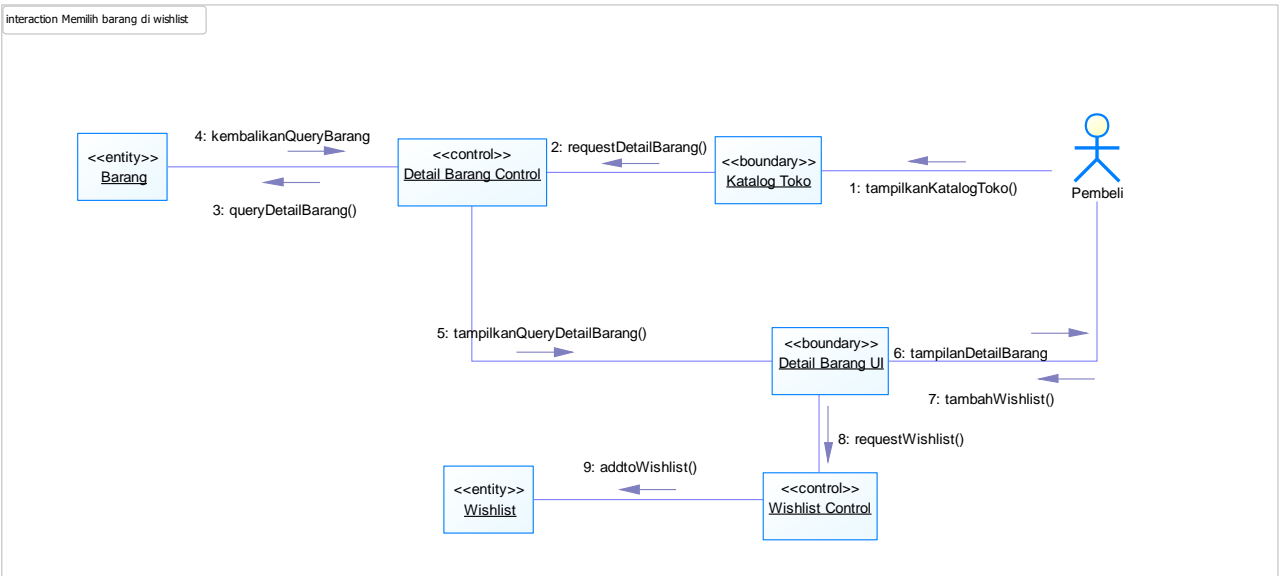 interaction Memilih barang di wishlist
4: kembalikanQueryBarang
<<entity>>
Barang
3: queryDetailBarang()
<<control>>
Detail Barang Control
2: requestDetailBarang()
<<boundary>>
Katalog Toko
1: tampilkanKatalogToko()
Pembeli
5: tampilkanQueryDetailBarang()
<<boundary>>
Detail Barang UI
6: tampilanDetailBarang
7: tambahWishlist()
8: requestWishlist()
9: addtoWishlist()
<<entity>>
Wishlist
<<control>>
Wishlist Control